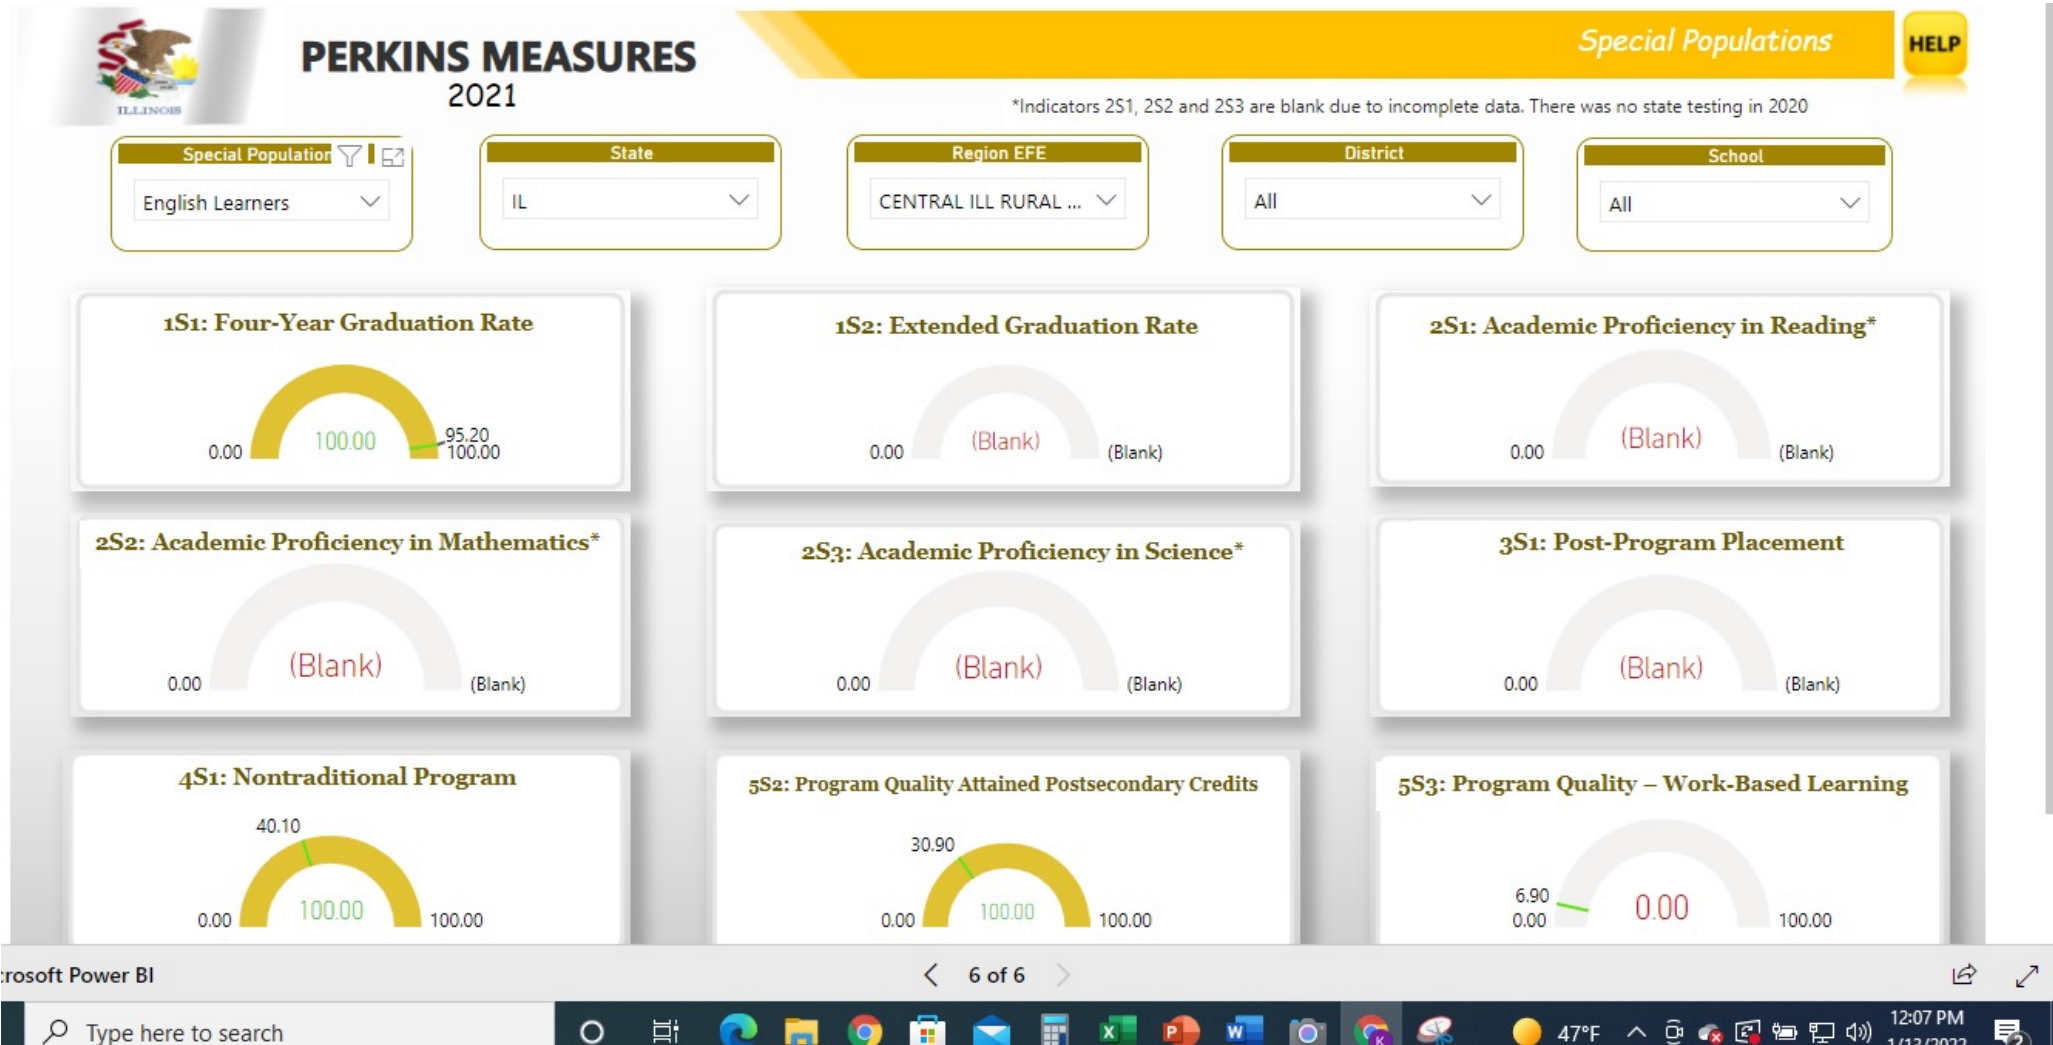 ILLINOIS
PERKINS MEASURES
2021
Special Populations
HELP
*Indicators 2S1, 2S2 and 2S3 are blank due to incomplete data. There was no state testing in 2020
Special Population
State
Region EFE
District
School
English Learners
IL
CENTRAL ILL RURAL ...
All
All
1S1: Four-Year Graduation Rate
0.00
100.00
95.20
100.00
1S2: Extended Graduation Rate
0.00
(Blank)
(Blank)
2S1: Academic Proficiency in Reading*
0.00
(Blank)
(Blank)
2S2: Academic Proficiency in Mathematics*
0.00
(Blank)
(Blank)
2S3: Academic Proficiency in Science*
0.00
(Blank)
(Blank)
3S1: Post-Program Placement
0.00
(Blank)
(Blank)
4S1: Nontraditional Program
40.10
0.00
100.00
100.00
5S2: Program Quality Attained Postsecondary Credits
30.90
0.00
100.00
100.00
5S3: Program Quality – Work-Based Learning
6.90
0.00
0.00
100.00
crosoft Power BI
6 of 6
Type here to search
47°F
12:07 PM
1/13/2022
2